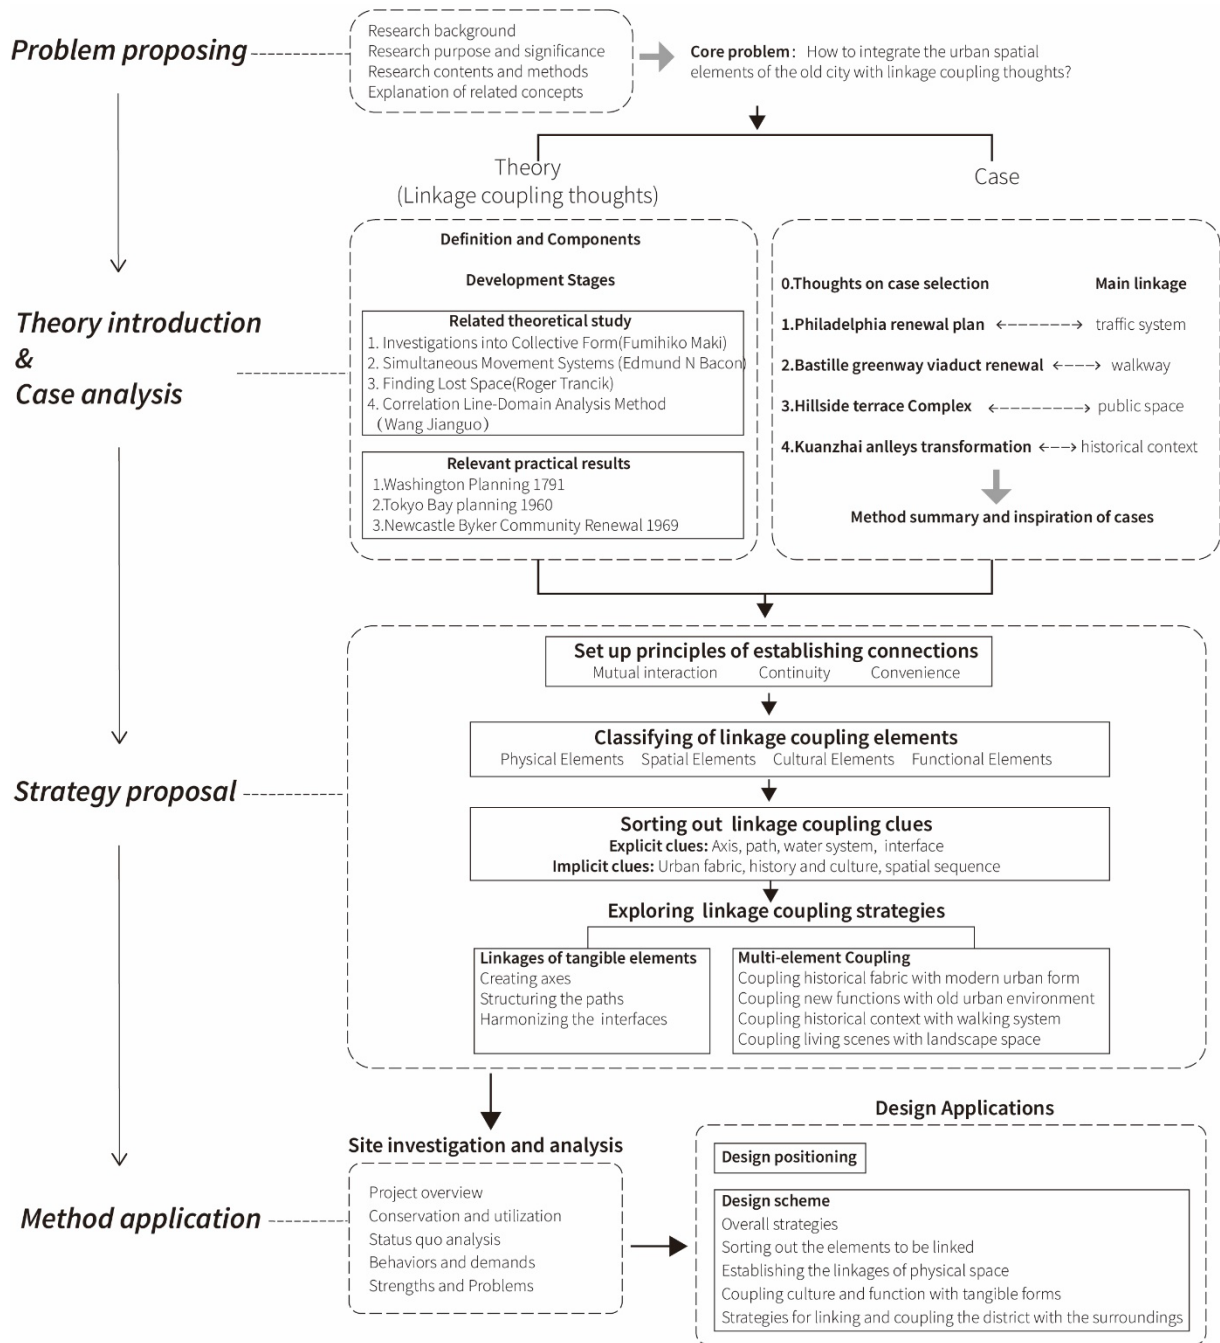 Problem proposing
Research background
Research purpose and significance
Research contents and methods
Explanation of related concepts
Core problem: How to integrate the urban spatial
elements of the old city with linkage coupling thoughts?
Theory
(Linkage coupling thoughts)
Case
Theory introduction
&
Case analysis
Definition and Components
Development Stages
Related theoretical study
1. Investigations into Collective Form(Fumihiko Maki)
2. Simultaneous Movement Systems (Edmund N Bacon)
3. Finding Lost Space(Roger Trancik)
4. Correlation Line-Domain Analysis Method
(Wang Jianguo)
Relevant practical results
1.Washington Planning 1791
2.Tokyo Bay planning 1960
3.Newcastle Byker Community Renewal 1969
0.Thoughts on case selection Main linkage
1.Philadelphia renewal plan traffic system
2.Bastille greenway viaduct renewal walkway
3.Hillside terrace Complex public space
4.Kuanzhai anlleys transformation historical context
Method summary and inspiration of cases
Strategy proposal
Set up principles of establishing connections
Mutual interaction Continuity Convenience
Classifying of linkage coupling elements
Physical Elements Spatial Elements Cultural Elements Functional Elements
Sorting out linkage coupling clues
Explicit clues: Axis, path, water system, interface
Implicit clues: Urban fabric, history and culture, spatial sequence
Exploring linkage coupling strategies
Linkages of tangible elements
Creating axes
Structuring the paths
Harmonizing the interfaces
Multi-element Coupling
Coupling historical fabric with modern urban form
Coupling new functions with old urban environment
Coupling historical context with walking system
Coupling living scenes with landscape space
Method application
Site investigation and analysis
Project overview
Conservation and utilization
Status quo analysis
Behaviors and demands
Strengths and Problems
Design Applications
Design positioning
Design scheme
Overall strategies
Sorting out the elements to be linked
Establishing the linkages of physical space
Coupling culture and function with tangible forms
Strategies for linking and coupling the district with the surroundings